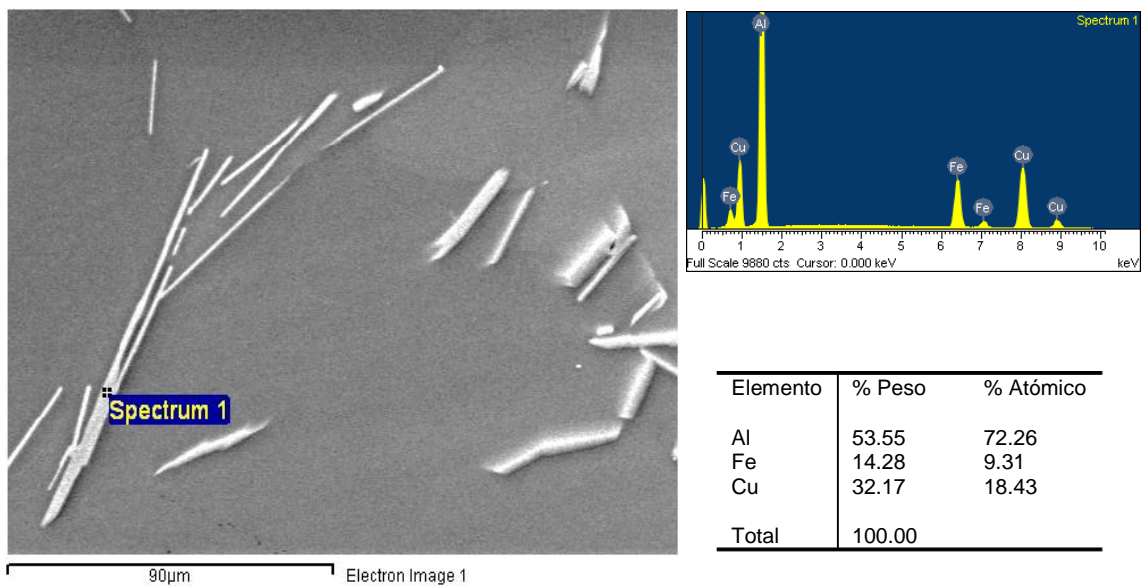 Spectrum 1
90µm
Electron Image 1
Spectrum 1
Al
Cu
Fe
Fe
Cu
Fe
Cu
0 1 2 3 4 5 6 7 8 9 10
Full Scale 9880 cts Cursor: 0.000 keV
keV
Elemento % Peso % Atómico
Al 53.55 72.26
Fe 14.28 9.31
Cu 32.17 18.43
Total 100.00